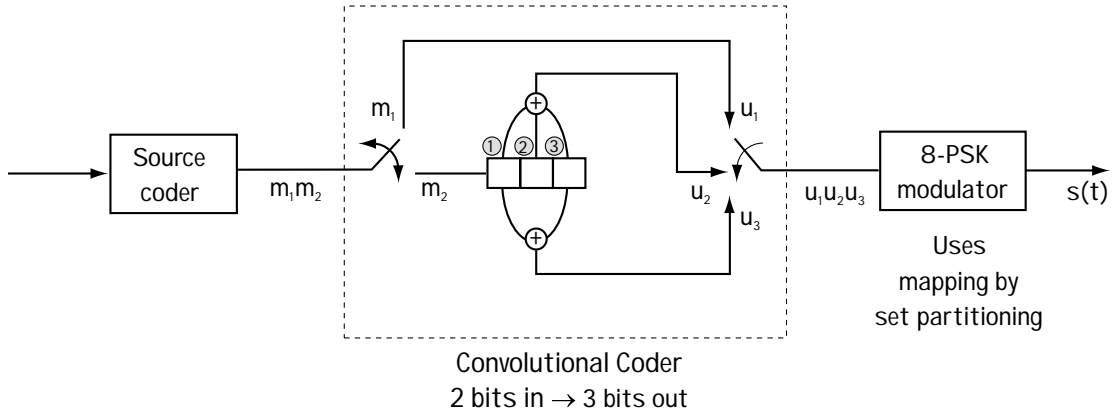 m₁
u₁
① ② ③
Source
coder
8-PSK
modulator
m₁m₂
m₂
u₂
u₃
u₁u₂u₃
s(t)
+
+
Uses
mapping by
set partitioning
Convolutional Coder
2 bits in → 3 bits out